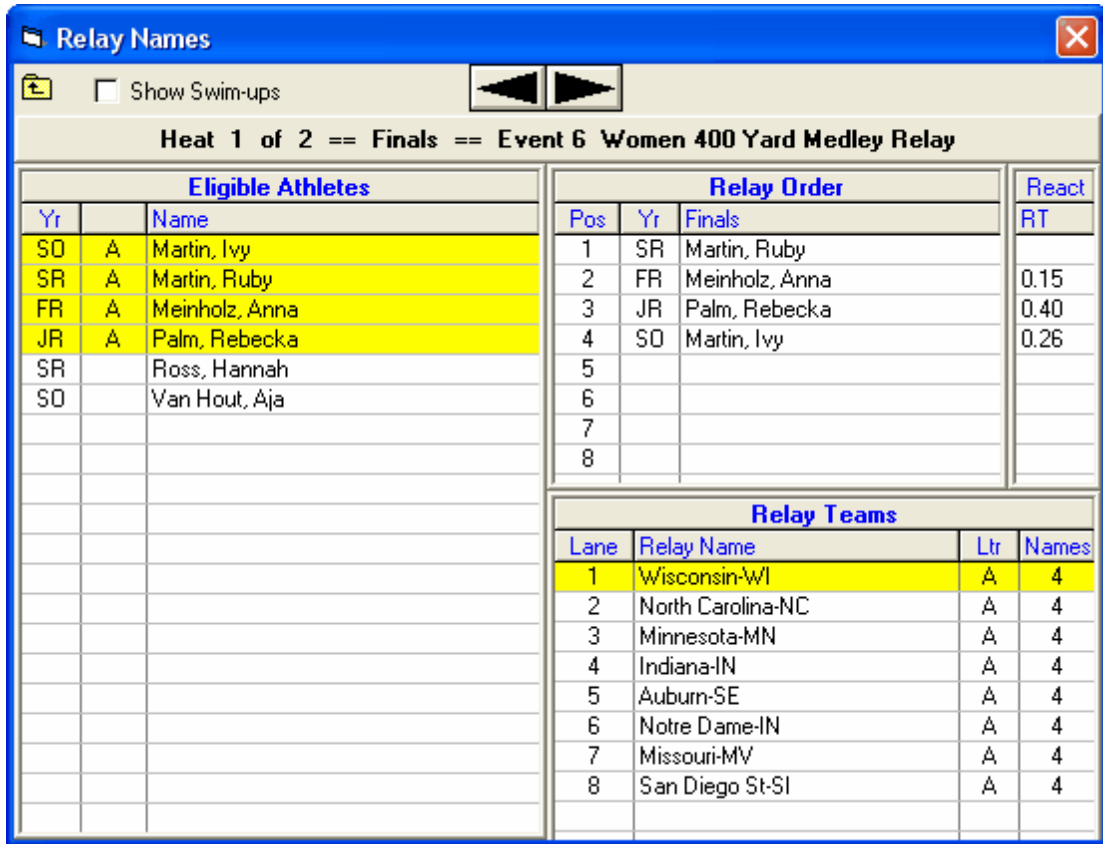 Relay Names
Show Swim-ups
Heat 1 of 2 == Finals == Event 6 Women 400 Yard Medley Relay
Eligible Athletes
Yr Name
SO A Martin, Ivy
SR A Martin, Ruby
FR A Meinholz, Anna
JR A Palm, Rebecka
SR Ross, Hannah
SO Van Hout, Aja
Relay Order React
Pos Yr Finals RT
1 SR Martin, Ruby
2 FR Meinholz, Anna 0.15
3 JR Palm, Rebecka 0.40
4 SO Martin, Ivy 0.26
5
6
7
8
Relay Teams
Lane Relay Name Ltr Names
1 Wisconsin-WI A 4
2 North Carolina-NC A 4
3 Minnesota-MN A 4
4 Indiana-IN A 4
5 Auburn-SE A 4
6 Notre Dame-IN A 4
7 Missouri-MV A 4
8 San Diego St-SI A 4